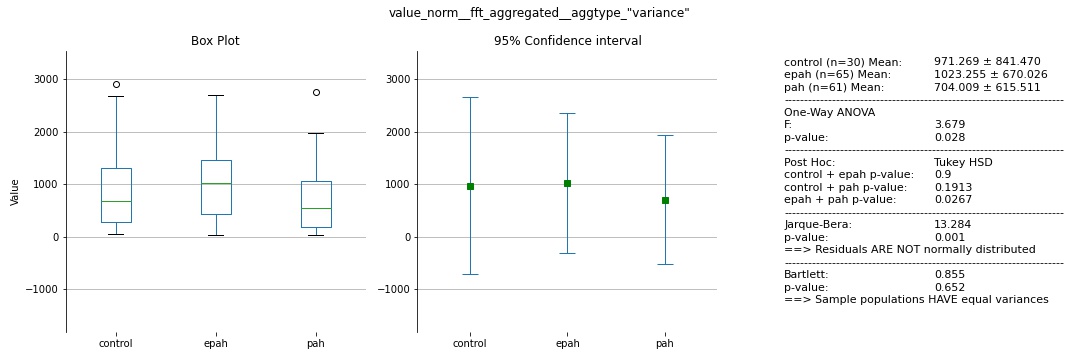 value_norm__fft_aggregated__aggtype_"variance"
Box Plot
3000
2000
1000
0
−1000
Value
control epah pah
95% Confidence interval
3000
2000
1000
0
−1000
control epah pah
control (n=30) Mean: 971.269 ± 841.470
epah (n=65) Mean: 1023.255 ± 670.026
pah (n=61) Mean: 704.009 ± 615.511
One-Way ANOVA
F: 3.679
p-value: 0.028
Post Hoc: Tukey HSD
control + epah p-value: 0.9
control + pah p-value: 0.1913
epah + pah p-value: 0.0267
Jarque-Bera: 13.284
p-value: 0.001
==> Residuals ARE NOT normally distributed
Bartlett: 0.855
p-value: 0.652
==> Sample populations HAVE equal variances